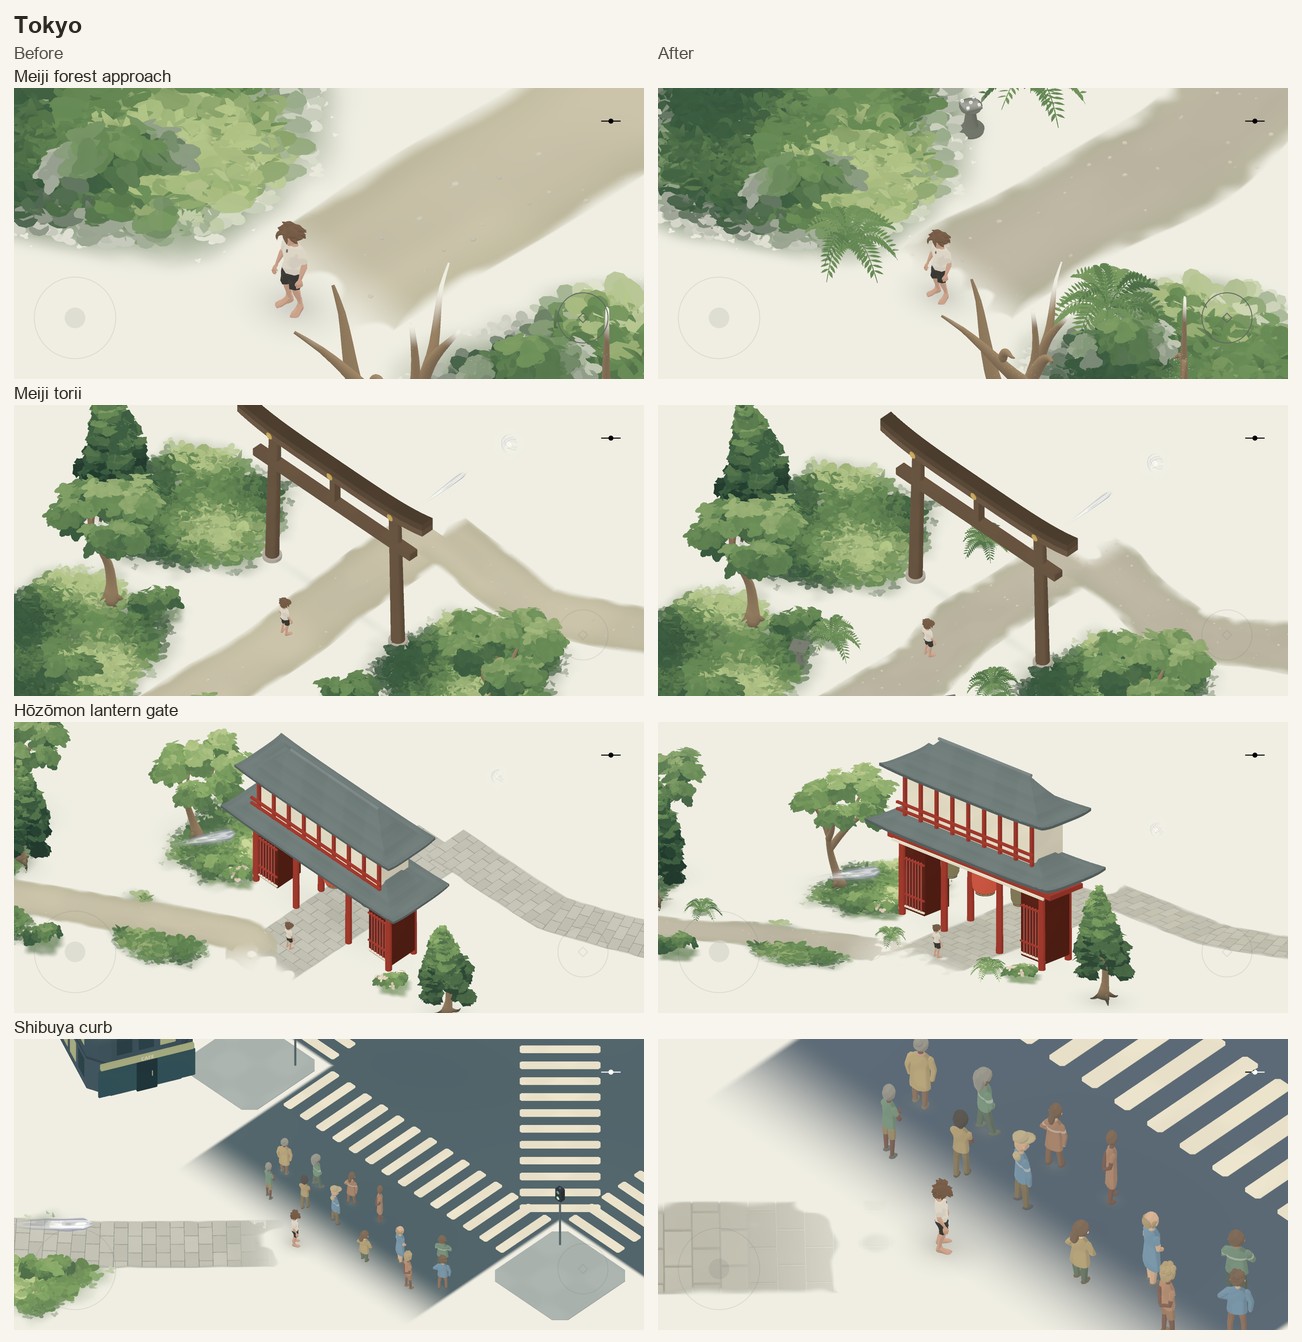 Tokyo
Before
After
Meiji forest approach
Meiji torii
Hōzōmon lantern gate
Shibuya curb